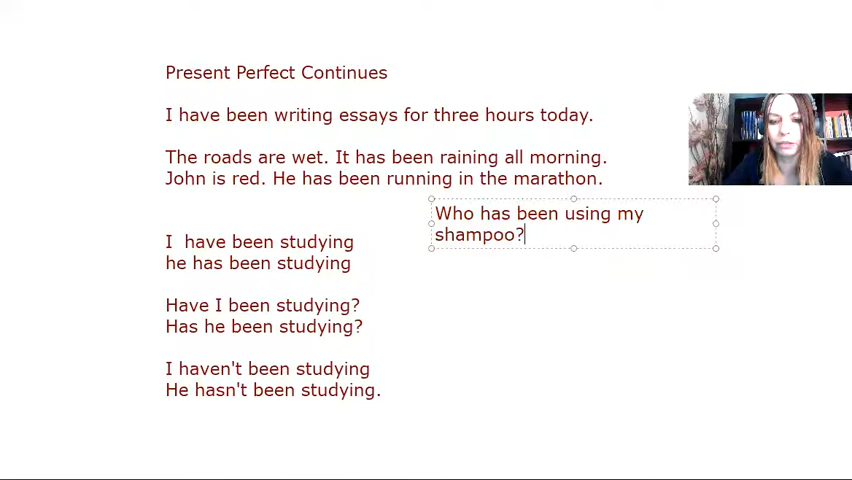 Present Perfect Continues
I have been writing essays for three hours today.
The roads are wet. It has been raining all morning.
John is red. He has been running in the marathon.
Who has been using my
shampoo?
I  have been studying
he has been studying
Have I been studying?
Has he been studying?
I haven't been studying
He hasn't been studying.